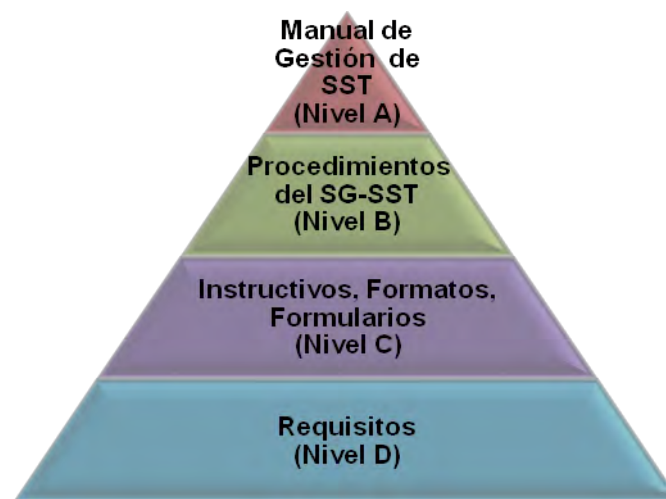 Manual de
Gestión de
SST
(Nivel A)
Procedimientos
del SG-SST
(Nivel B)
Instructivos, Formatos,
Formularios
(Nivel C)
Requisitos
(Nivel D)